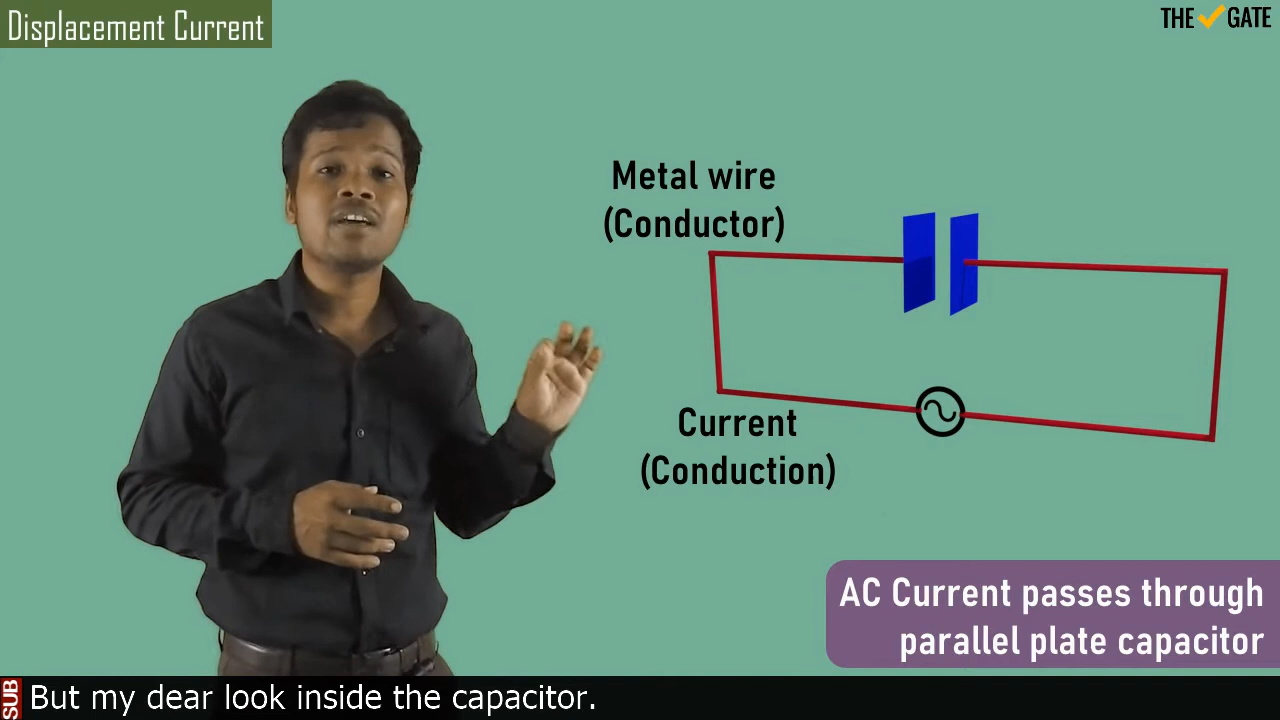 Displacement Current
THE GATE
Metal wire
(Conductor)
Current
(Conduction)
AC Current passes through
parallel plate capacitor
SUB
But my dear look inside the capacitor.